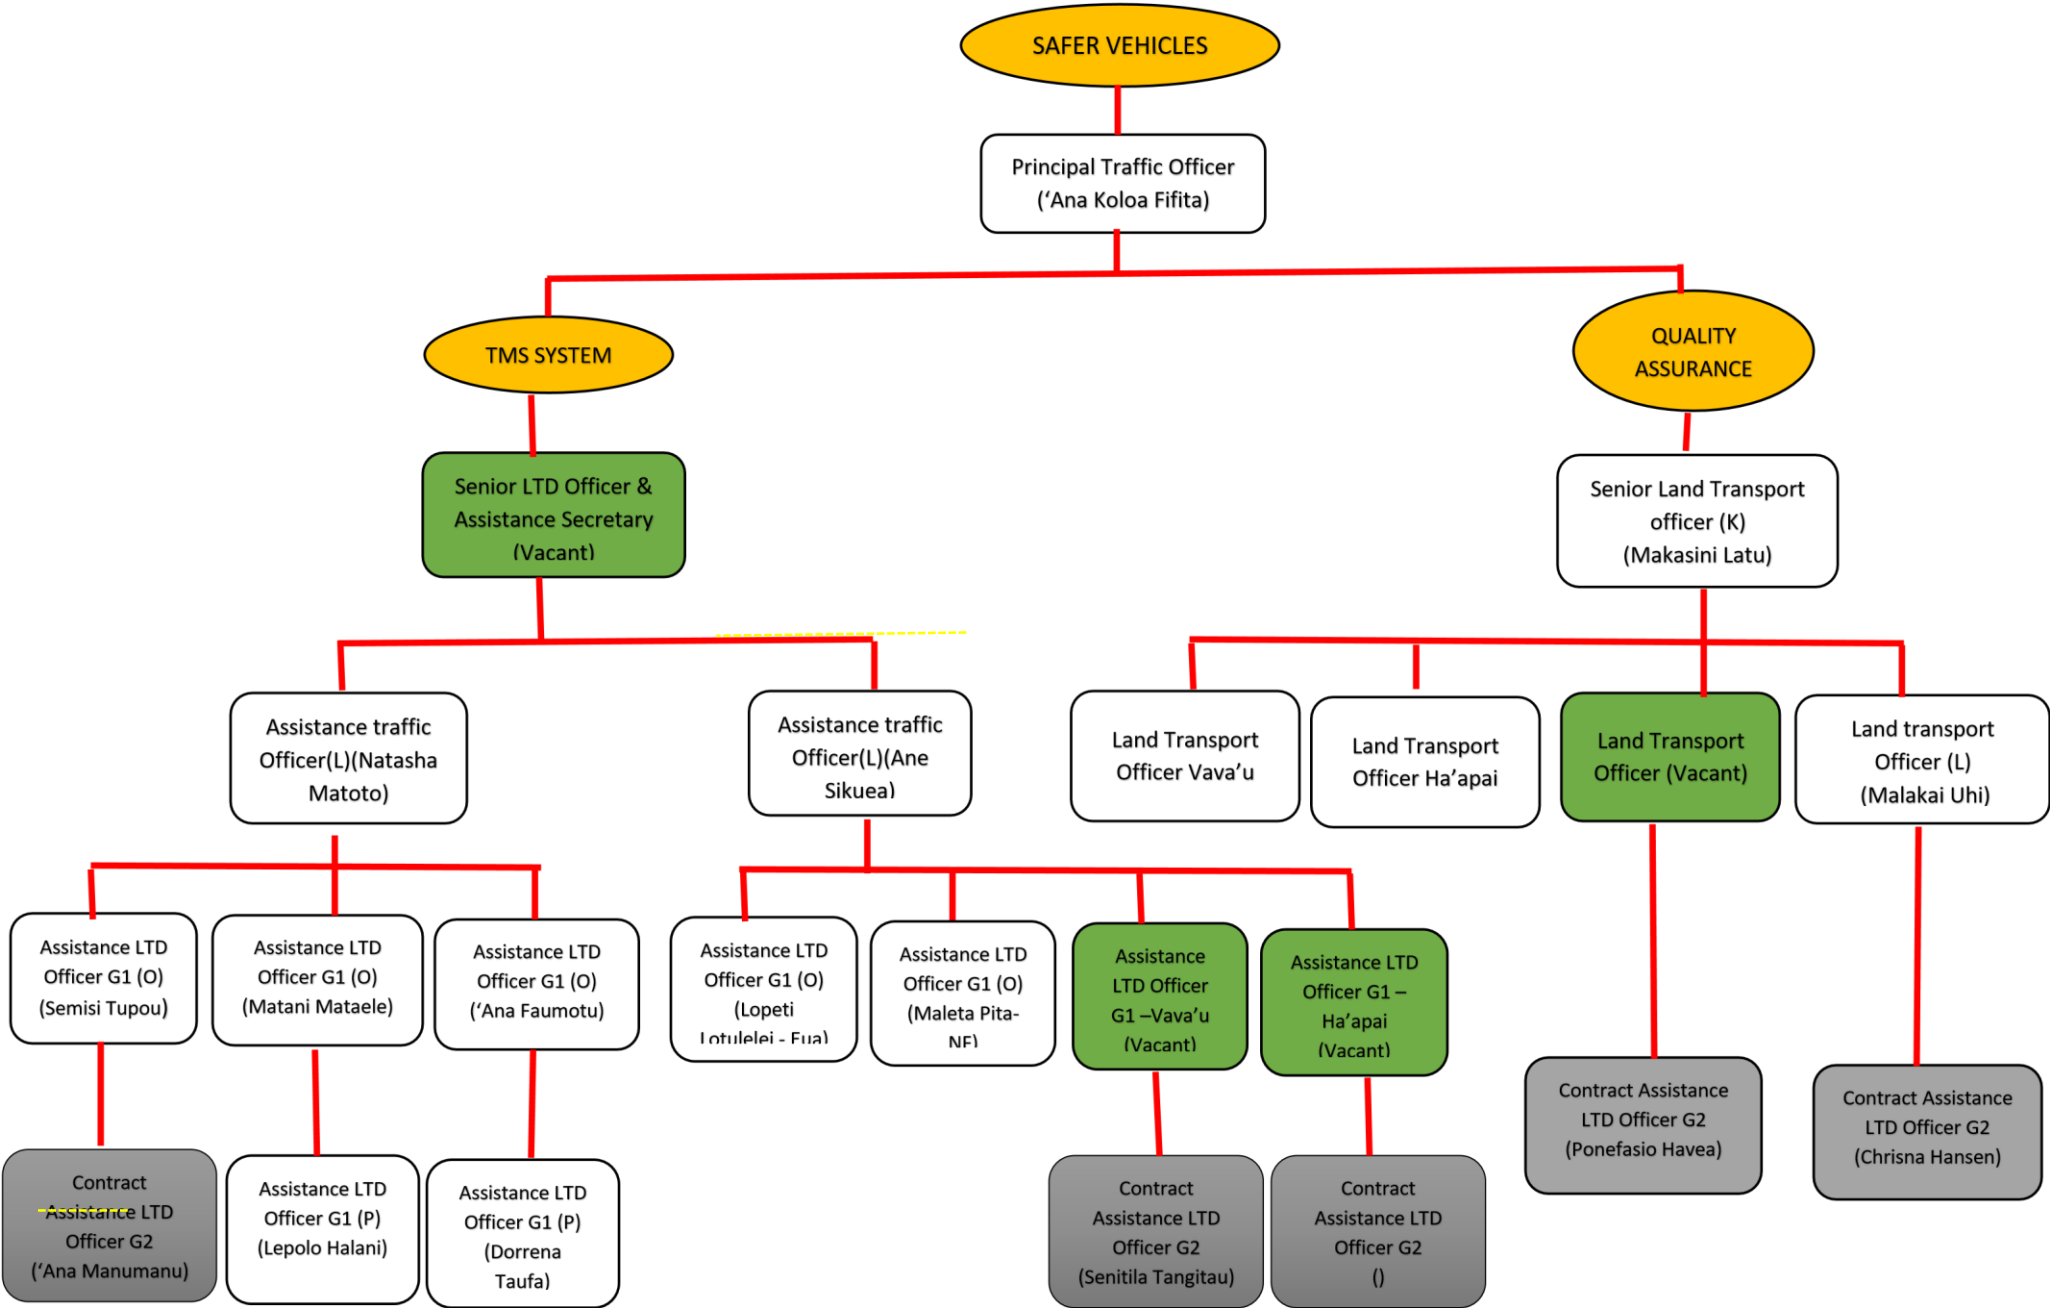 SAFER VEHICLES
Principal Traffic Officer
(‘Ana Koloa Fifita)
TMS SYSTEM
QUALITY
ASSURANCE
Senior LTD Officer &
Assistance Secretary
(Vacant)
Senior Land Transport
officer (K)
(Makasini Latu)
Assistance traffic
Officer(L)(Natasha
Matoto)
Assistance traffic
Officer(L)(Ane
Sikuea)
Land Transport
Officer Vava’u
Land Transport
Officer Ha’apai
Land Transport
Officer (Vacant)
Land transport
Officer (L)
(Malakai Uhi)
Assistance LTD
Officer G1 (O)
(Semisi Tupou)
Assistance LTD
Officer G1 (O)
(Matani Mataele)
Assistance LTD
Officer G1 (O)
(‘Ana Faumotu)
Assistance LTD
Officer G1 (O)
(Lopeti
Lotulelei - Eua)
Assistance LTD
Officer G1 (O)
(Maleta Pita-
NF)
Assistance
LTD Officer
G1 –Vava’u
(Vacant)
Assistance LTD
Officer G1 –
Ha’apai
(Vacant)
Contract Assistance
LTD Officer G2
(Ponefasio Havea)
Contract Assistance
LTD Officer G2
(Chrisna Hansen)
Contract
Assistance LTD
Officer G2
(‘Ana Manumanu)
Assistance LTD
Officer G1 (P)
(Lepolo Halani)
Assistance LTD
Officer G1 (P)
(Dorrena
Taufa)
Contract
Assistance LTD
Officer G2
(Senitila Tangitau)
Contract
Assistance LTD
Officer G2
()